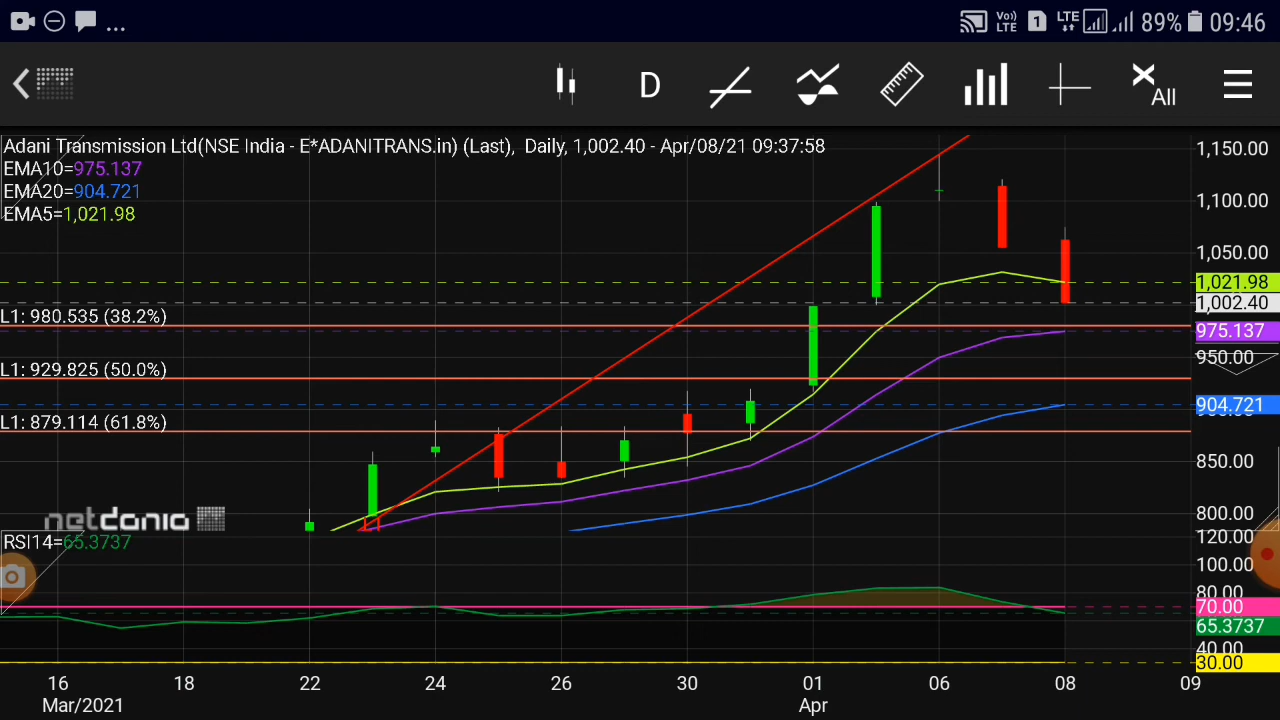 ... 1 Vo) LTE LTE 89% 09:46
D All
Adani Transmission Ltd(NSE India - E*ADANITRANS.in) (Last), Daily, 1,002.40 - Apr/08/21 09:37:58
EMA10=975.137
EMA20=904.721
EMA5=1,021.98
1,150.00
1,100.00
1,050.00
1,021.98
1,002.40
L1: 980.535 (38.2%)
975.137
950.00
L1: 929.825 (50.0%)
904.721
L1: 879.114 (61.8%)
850.00
800.00
netdania
RSI14=65.3737
120.00
100.00
80.00
70.00
65.3737
40.00
30.00
16 18 22 24 26 30 01 06 08 09
Mar/2021 Apr